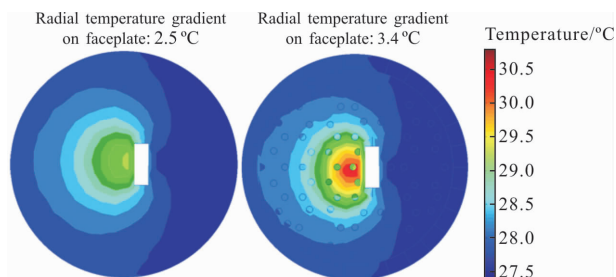 Radial temperature gradient
on faceplate: 2.5 ºC
Radial temperature gradient
on faceplate: 3.4 ºC
Temperature/ºC
30.5
30.0
29.5
29.0
28.5
28.0
27.5